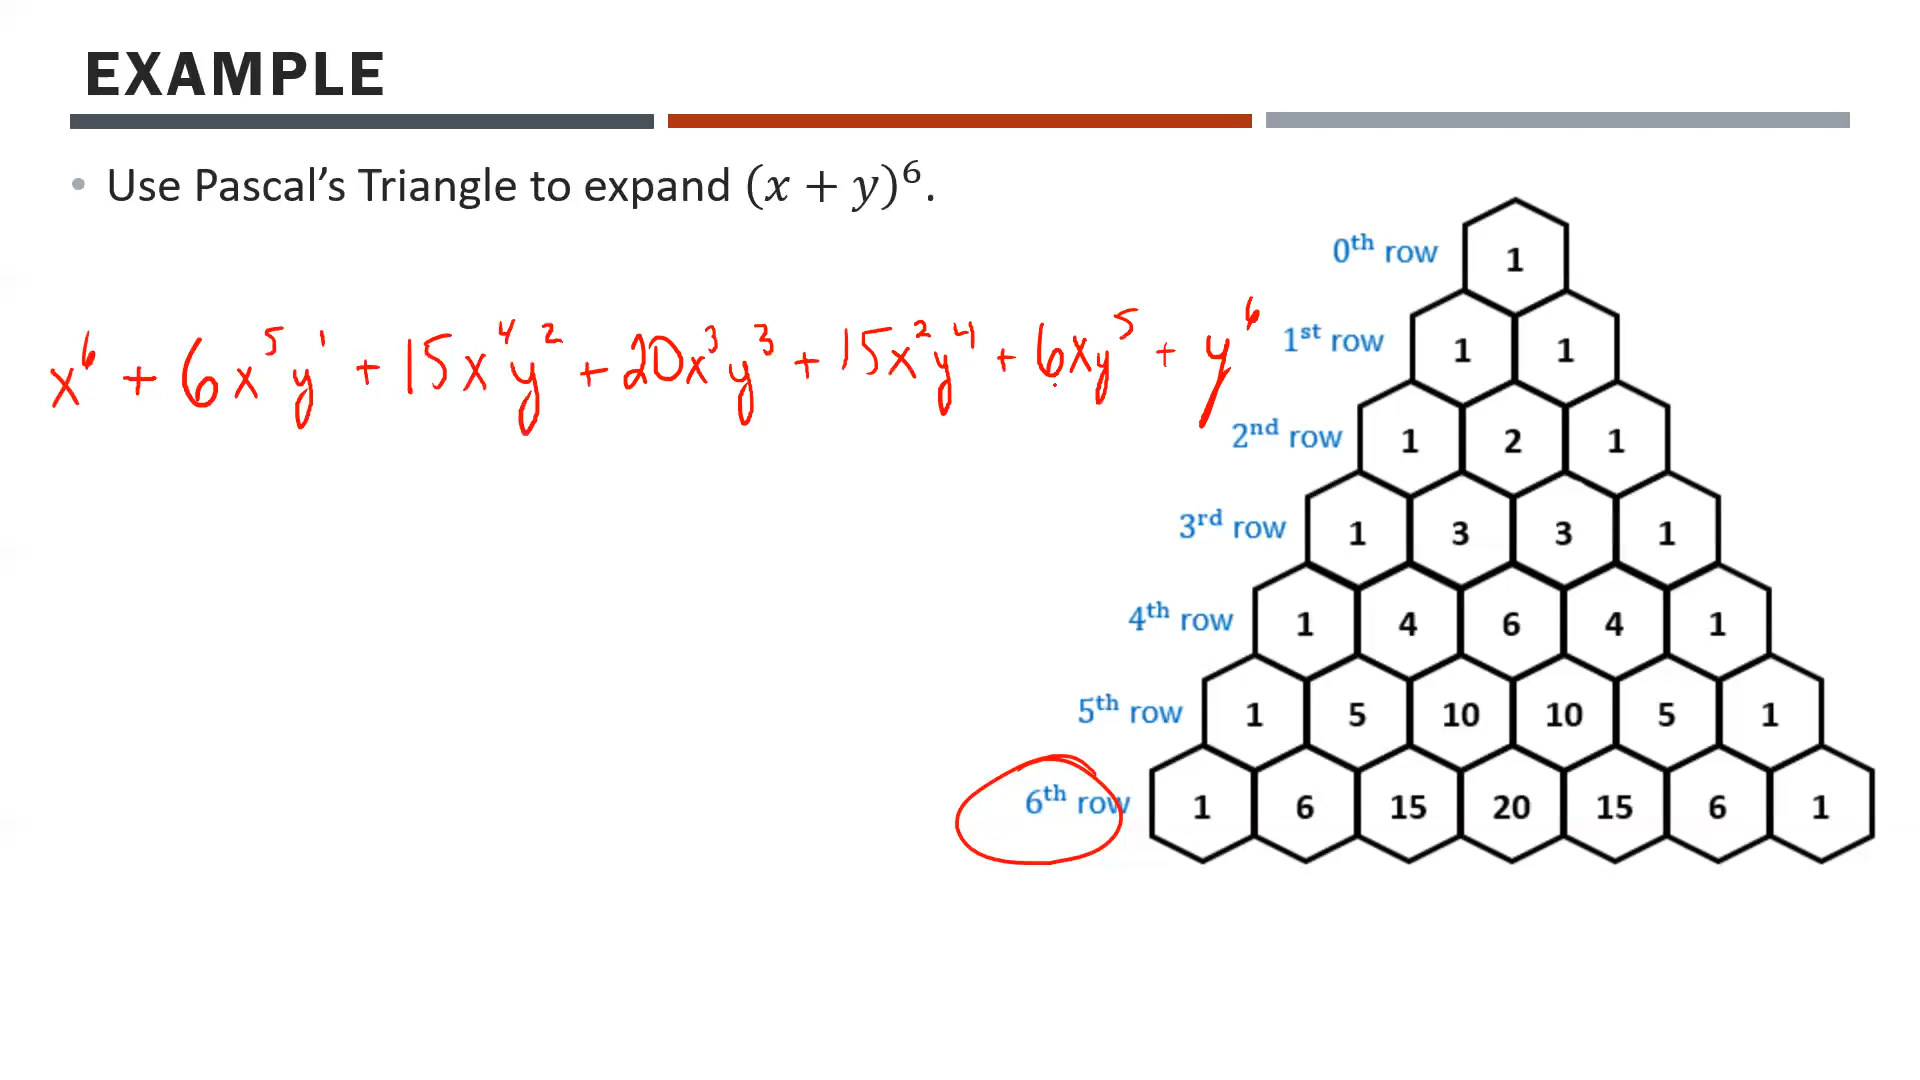 EXAMPLE
• Use Pascal’s Triangle to expand (x + y)⁶.
x⁶ + 6x⁵y¹ + 15x⁴y² + 20x³y³ + 15x²y⁴ + 6xy⁵ + y⁶
0ᵗʰ row 1
1ˢᵗ row 1 1
2ⁿᵈ row 1 2 1
3ʳᵈ row 1 3 3 1
4ᵗʰ row 1 4 6 4 1
5ᵗʰ row 1 5 10 10 5 1
6ᵗʰ row 1 6 15 20 15 6 1